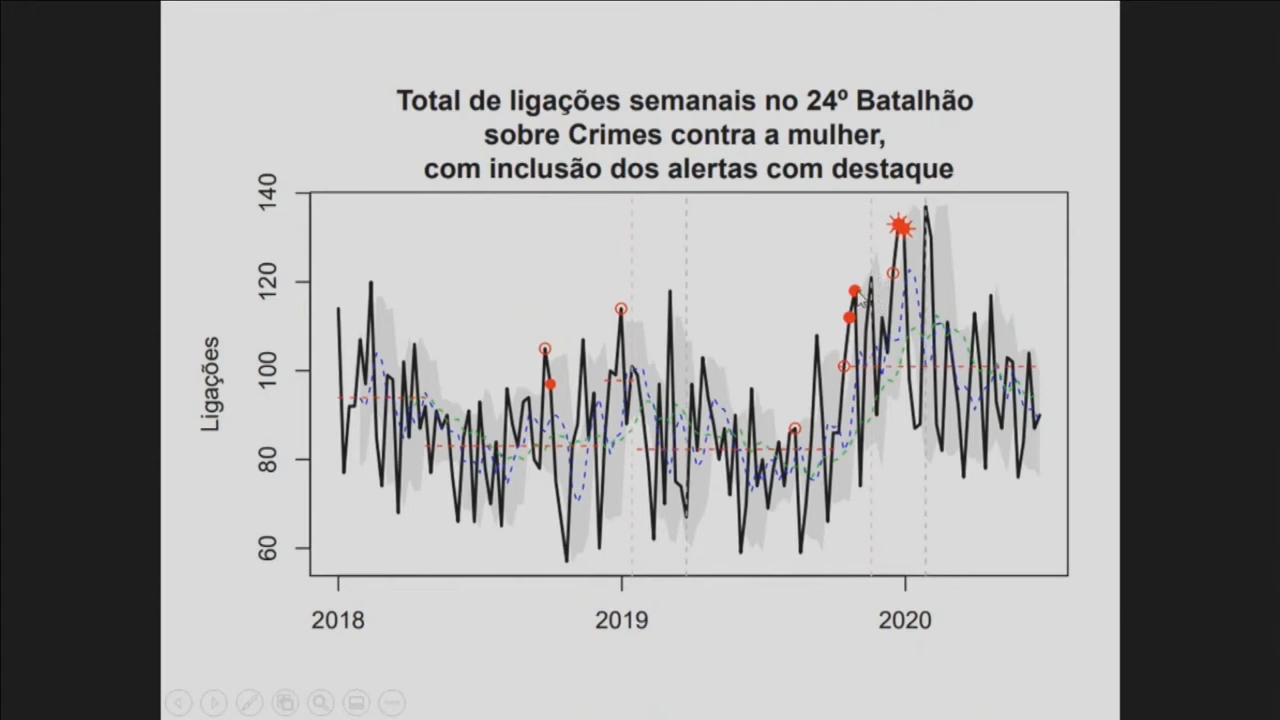 Total de ligações semanais no 24º Batalhão
sobre Crimes contra a mulher,
com inclusão dos alertas com destaque
140
120
100
80
60
Ligações
2018 2019 2020